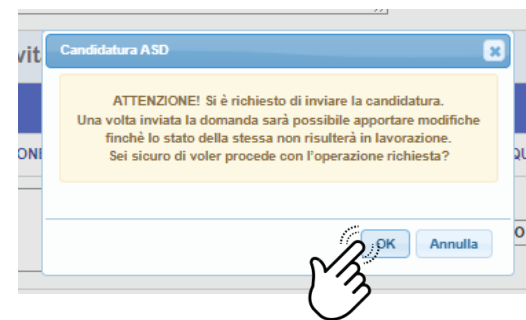 Candidatura ASD
ATTENZIONE! Si è richiesto di inviare la candidatura.
Una volta inviata la domanda sarà possibile apportare modifiche
finchè lo stato della stessa non risulterà in lavorazione.
Sei sicuro di voler procede con l'operazione richiesta?
OK
Annulla